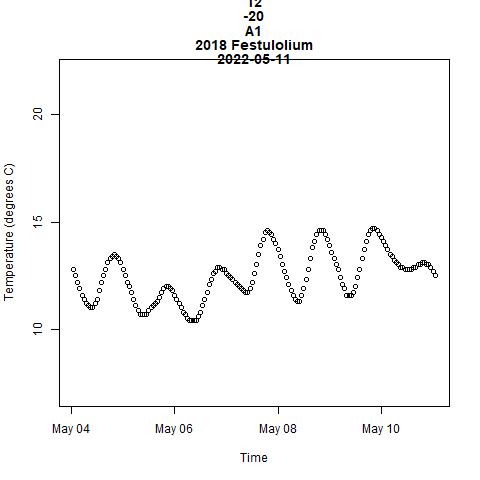 T2
-20
A1
2018 Festulolium
2022-05-11
Temperature (degrees C)
20
15
10
May 04
May 06
May 08
May 10
Time